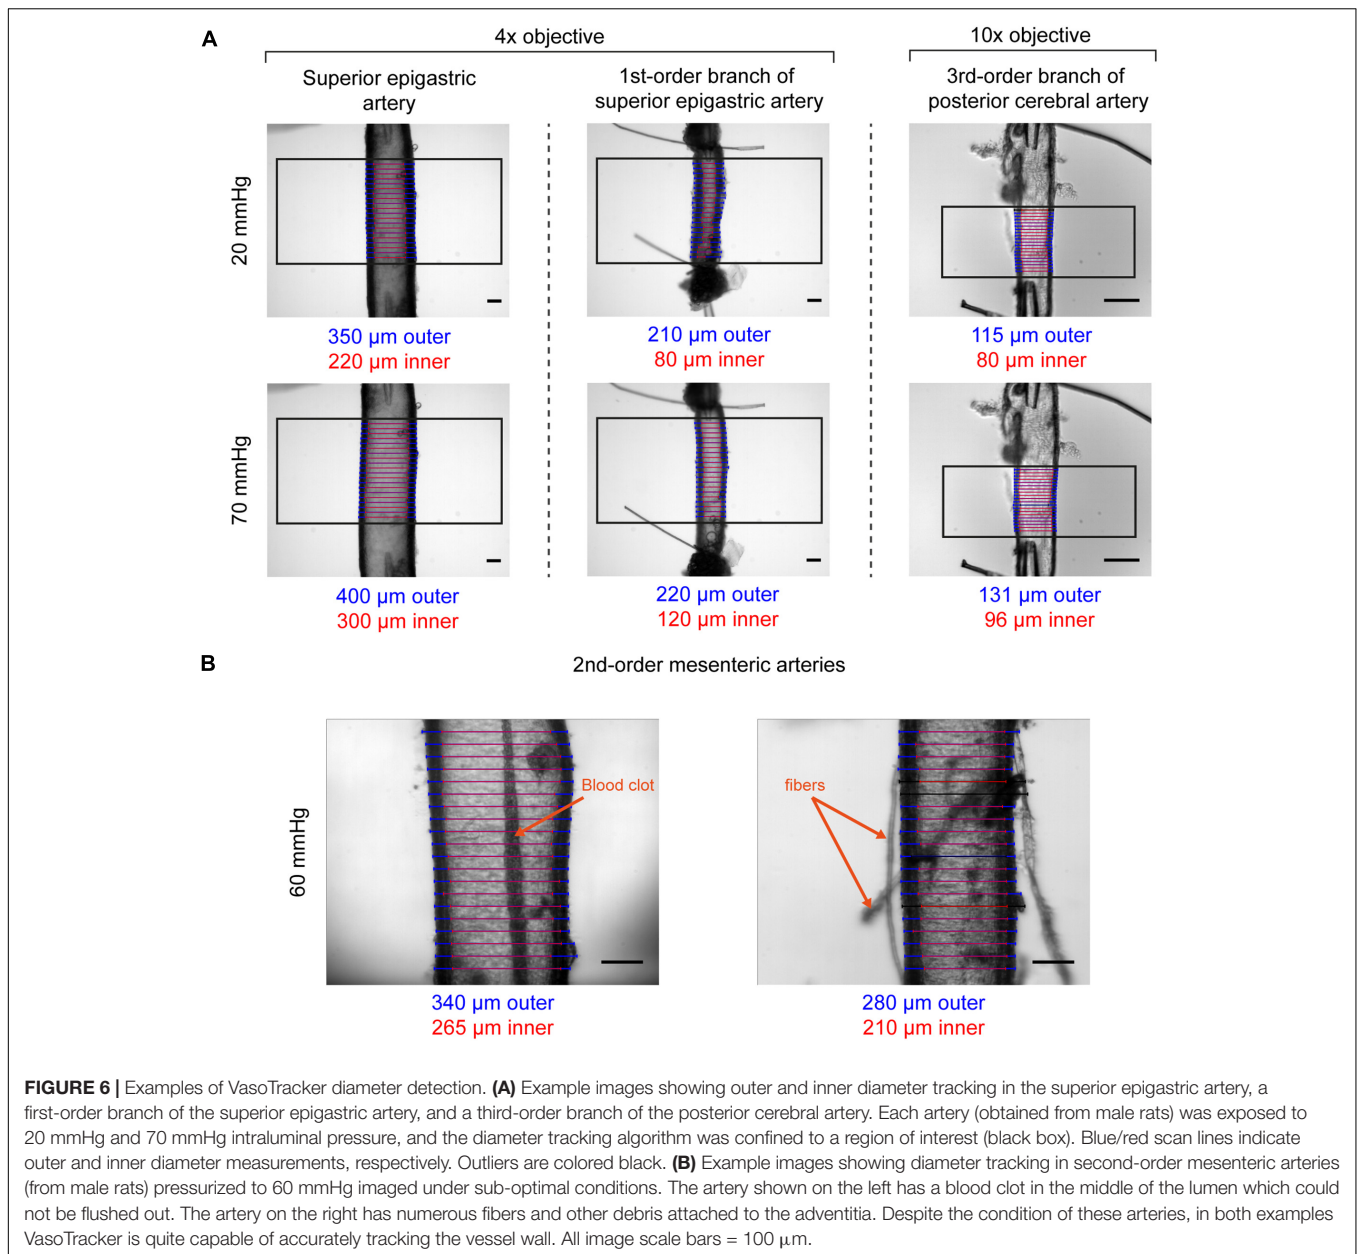 A
4x objective
10x objective
Superior epigastric
artery
1st-order branch of
superior epigastric artery
3rd-order branch of
posterior cerebral artery
20 mmHg
350 µm outer
220 µm inner
210 µm outer
80 µm inner
115 µm outer
80 µm inner
70 mmHg
400 µm outer
300 µm inner
220 µm outer
120 µm inner
131 µm outer
96 µm inner
B
2nd-order mesenteric arteries
60 mmHg
Blood clot
fibers
340 µm outer
265 µm inner
280 µm outer
210 µm inner
FIGURE 6 | Examples of VasoTracker diameter detection. (A) Example images showing outer and inner diameter tracking in the superior epigastric artery, a
first-order branch of the superior epigastric artery, and a third-order branch of the posterior cerebral artery. Each artery (obtained from male rats) was exposed to
20 mmHg and 70 mmHg intraluminal pressure, and the diameter tracking algorithm was confined to a region of interest (black box). Blue/red scan lines indicate
outer and inner diameter measurements, respectively. Outliers are colored black. (B) Example images showing diameter tracking in second-order mesenteric arteries
(from male rats) pressurized to 60 mmHg imaged under sub-optimal conditions. The artery shown on the left has a blood clot in the middle of the lumen which could
not be flushed out. The artery on the right has numerous fibers and other debris attached to the adventitia. Despite the condition of these arteries, in both examples
VasoTracker is quite capable of accurately tracking the vessel wall. All image scale bars = 100 µm.